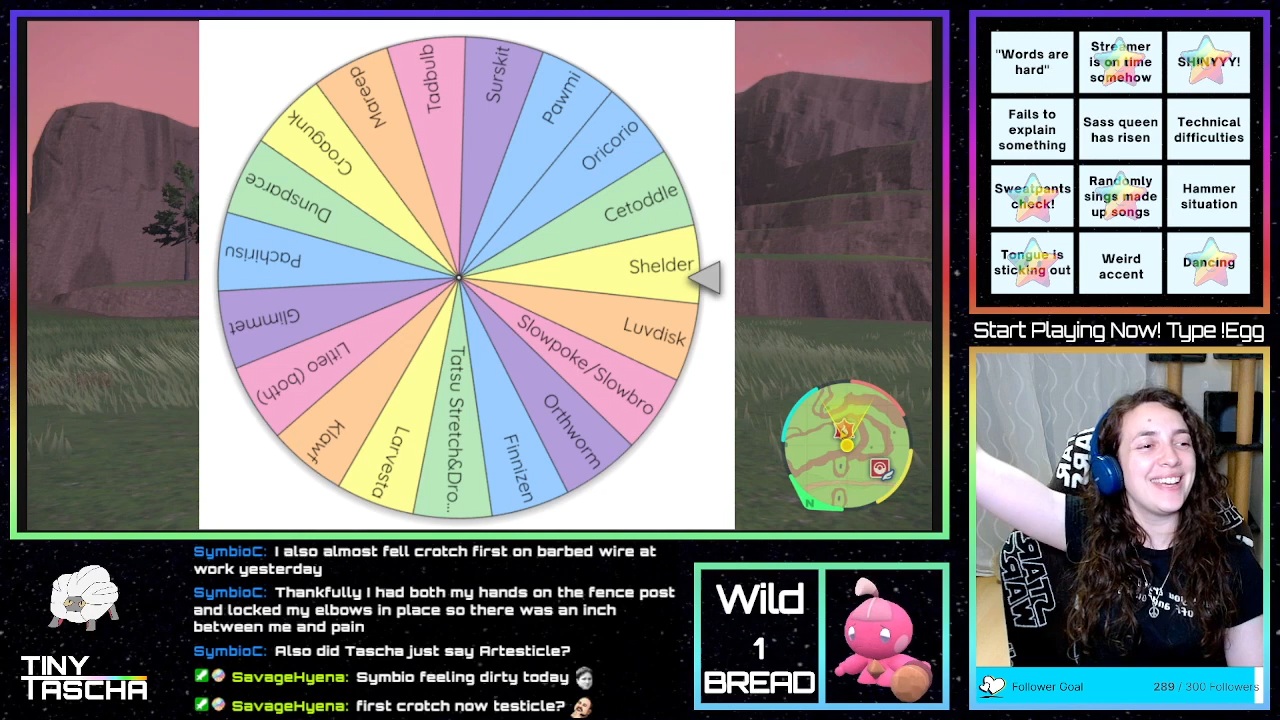 Surskit
Pawmi
Oricorio
Cetoddle
Shelder
Luvdisk
Slowpoke/Slowbro
Orthworm
Finnizen
Tatsu Stretch&Dro...
Larvesta
Klawf
Litleo (both)
Glimmet
Pachirisu
Dunsparce
Croagunk
Mareep
Tadbulb
N
"Words are
hard"
Streamer
is on time
somehow
SHINYYY!
Fails to
explain
something
Sass queen
has risen
Technical
difficulties
Sweatpants
check!
Randomly
sings made
up songs
Hammer
situation
Tongue is
sticking out
Weird
accent
Dancing
Start Playing Now! Type !Egg
SymbioC: I also almost fell crotch first on barbed wire at
work yesterday
SymbioC: Thankfully I had both my hands on the fence post
and locked my elbows in place so there was an inch
between me and pain
SymbioC: Also did Tascha just say Artesticle?
SavageHyena: Symbio feeling dirty today
SavageHyena: first crotch now testicle?
TINY
TASCHA
Wild
1
BREAD
Follower Goal
289 / 300 Followers